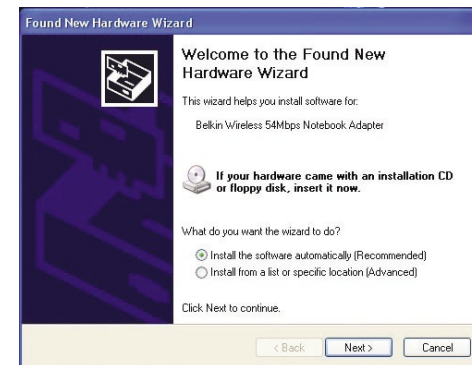 Found New Hardware Wizard
Welcome to the Found New
Hardware Wizard
This wizard helps you install software for:
Belkin Wireless 54Mbps Notebook Adapter
If your hardware came with an installation CD
or floppy disk, insert it now.
What do you want the wizard to do?
Install the software automatically (Recommended)
Install from a list or specific location (Advanced)
Click Next to continue.
< Back Next > Cancel